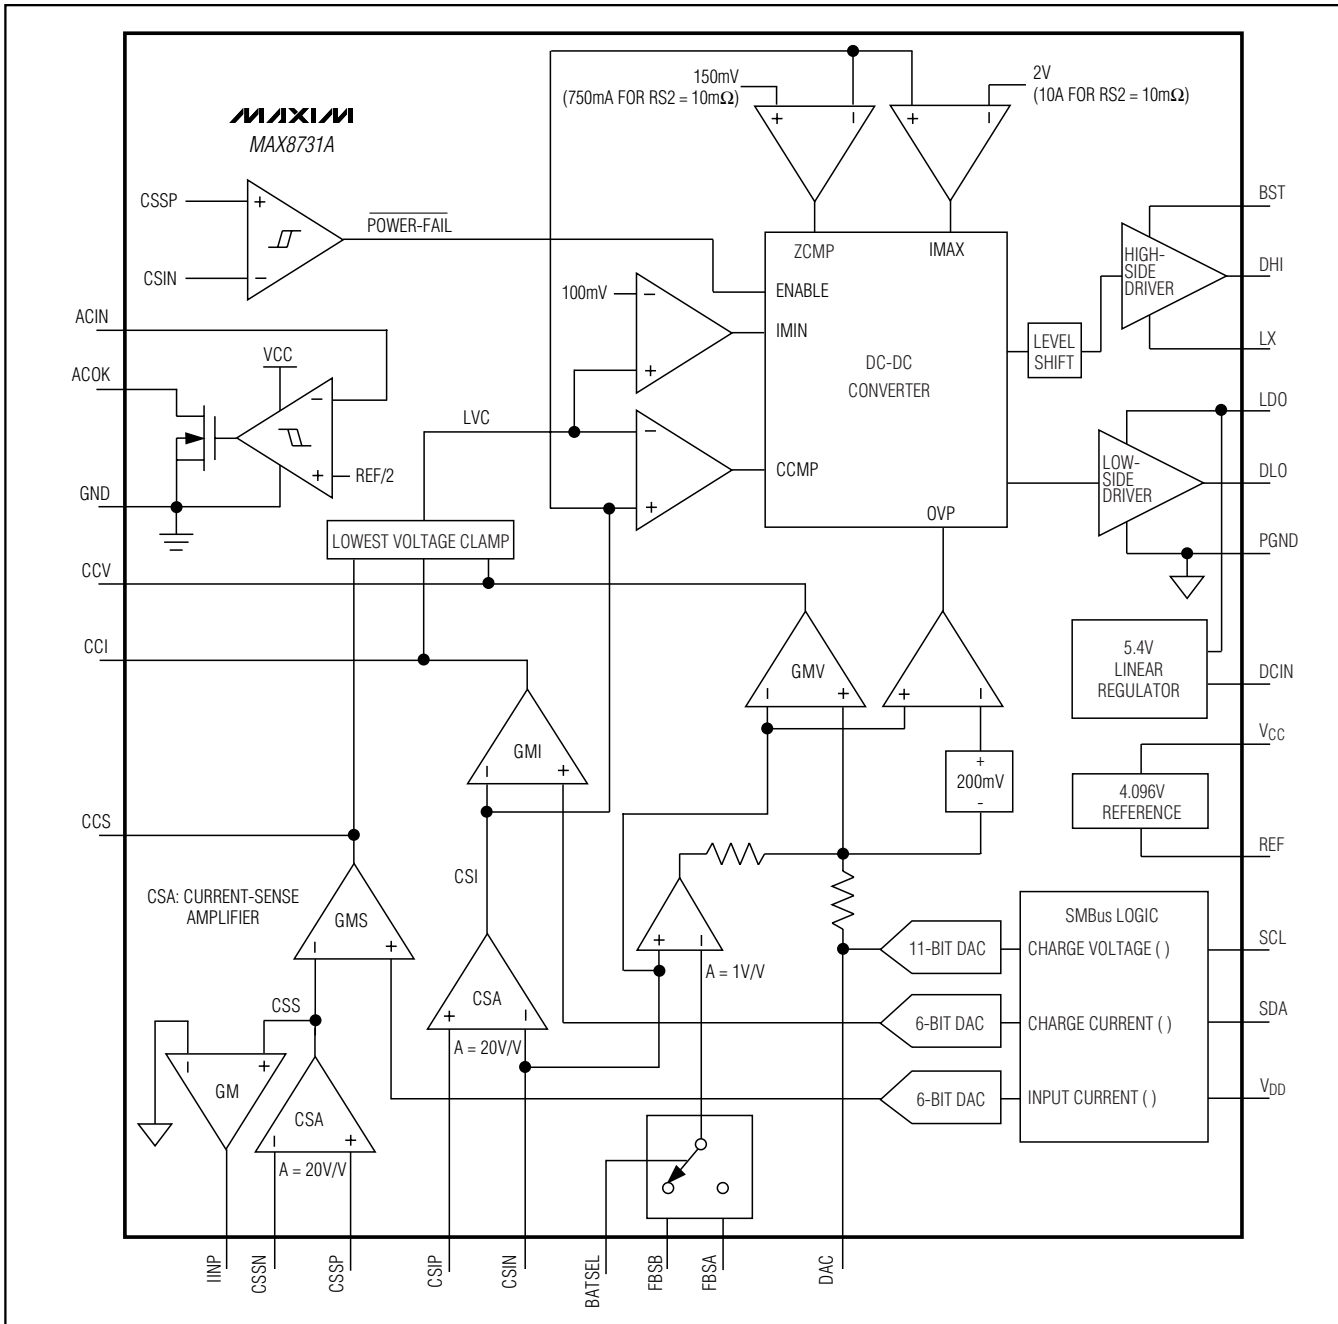 MAXIM
MAX8731A
150mV
(750mA FOR RS2 = 10mΩ)
2V
(10A FOR RS2 = 10mΩ)
+
−
+
−
CSSP
+
CSIN
−
POWER-FAIL
ZCMP
IMAX
ENABLE
IMIN
CCMP
OVP
DC-DC
CONVERTER
100mV
−
+
LVC
−
+
LEVEL
SHIFT
HIGH-
SIDE
DRIVER
BST
DHI
LX
LDO
LOW-
SIDE
DRIVER
DLO
PGND
ACIN
ACOK
VCC
−
+
REF/2
GND
LOWEST VOLTAGE CLAMP
CCV
CCI
CCS
GMV
−
+
+
−
GMI
−
+
+
200mV
-
5.4V
LINEAR
REGULATOR
DCIN
VCC
4.096V
REFERENCE
REF
CSA: CURRENT-SENSE
AMPLIFIER
GMS
−
+
CSI
CSS
CSA
+
−
A = 20V/V
+
−
A = 1V/V
SMBus LOGIC
11-BIT DAC
CHARGE VOLTAGE ( )
SCL
6-BIT DAC
CHARGE CURRENT ( )
SDA
6-BIT DAC
INPUT CURRENT ( )
VDD
−
+
GM
CSA
−
+
A = 20V/V
IINP
CSSN
CSSP
CSIP
CSIN
BATSEL
FBSB
FBSA
DAC